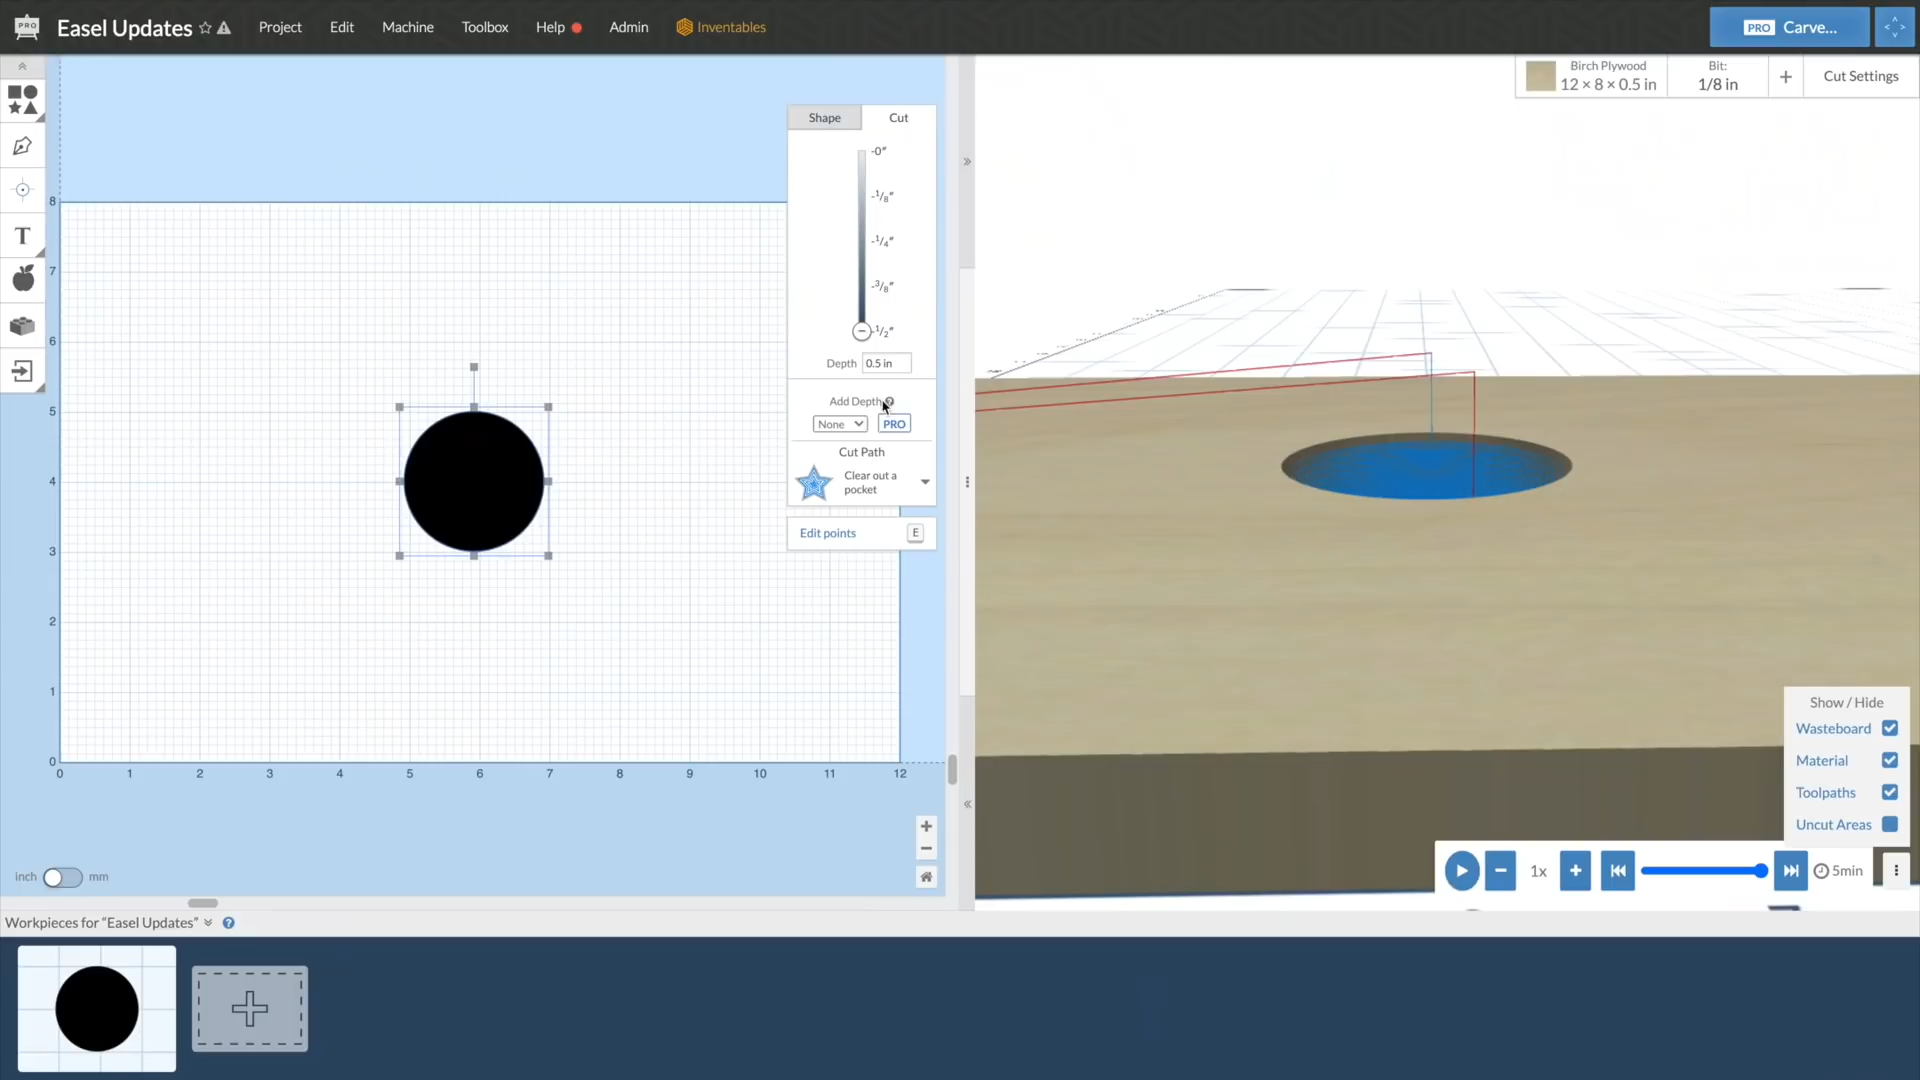 PRO
Easel Updates
Project
Edit
Machine
Toolbox
Help
Admin
Inventables
PRO Carve...
Birch Plywood
12 × 8 × 0.5 in
Bit:
1/8 in
+
Cut Settings
Shape
Cut
-0"
-1/8"
-1/4"
-3/8"
-1/2"
Depth 0.5 in
Add Depth ?
None
PRO
Cut Path
Clear out a
pocket
Edit points E
T
8
7
6
5
4
3
2
1
0
0 1 2 3 4 5 6 7 8 9 10 11 12
inch mm
Show / Hide
Wasteboard
Material
Toolpaths
Uncut Areas
1x
5min
Workpieces for "Easel Updates" ?